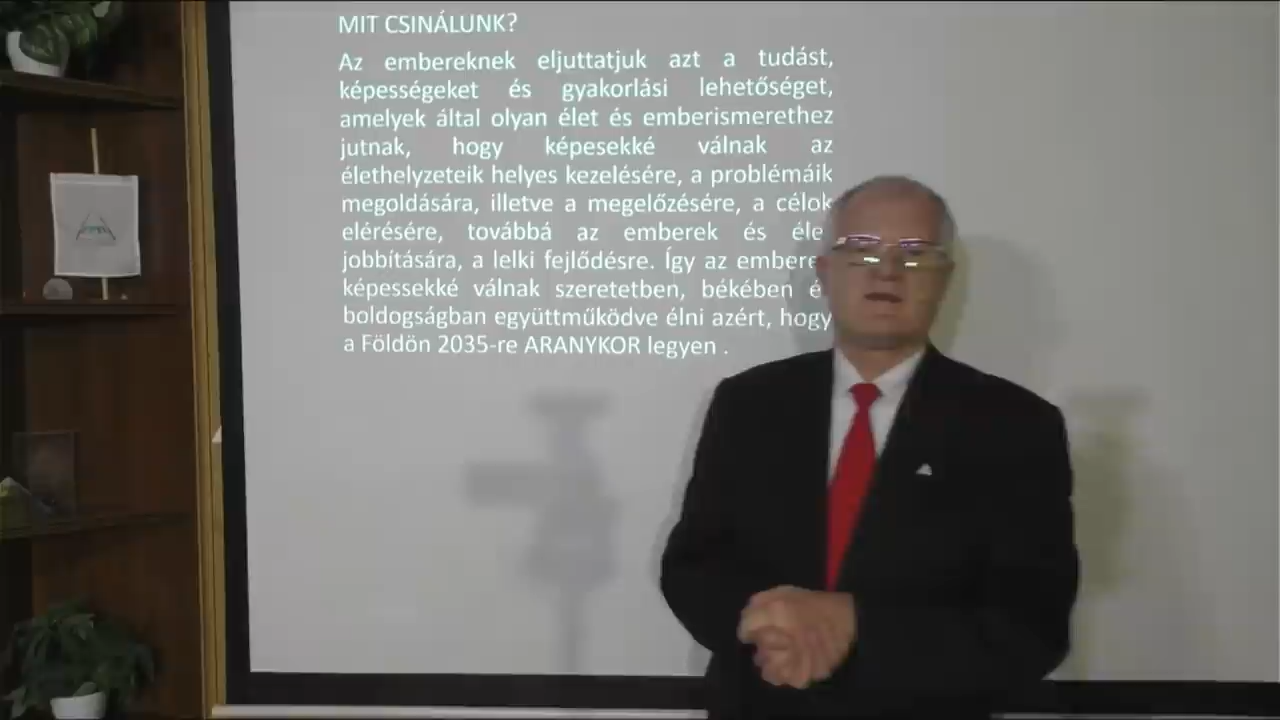 MIT CSINÁLUNK?
Az embereknek eljuttatjuk azt a tudást,
képességeket és gyakorlási lehetőséget,
amelyek által olyan élet és emberismerethez
jutnak, hogy képesekké válnak az
élethelyzeteik helyes kezelésére, a problémáik
megoldására, illetve a megelőzésére, a célok
elérésére, továbbá az emberek és
jobbítására, a lelki fejlődésre. Így az
képessekké válnak szeretetben, békében
boldogságban együttműködve élni azért, hogy
a Földön 2035-re ARANYKOR legyen .